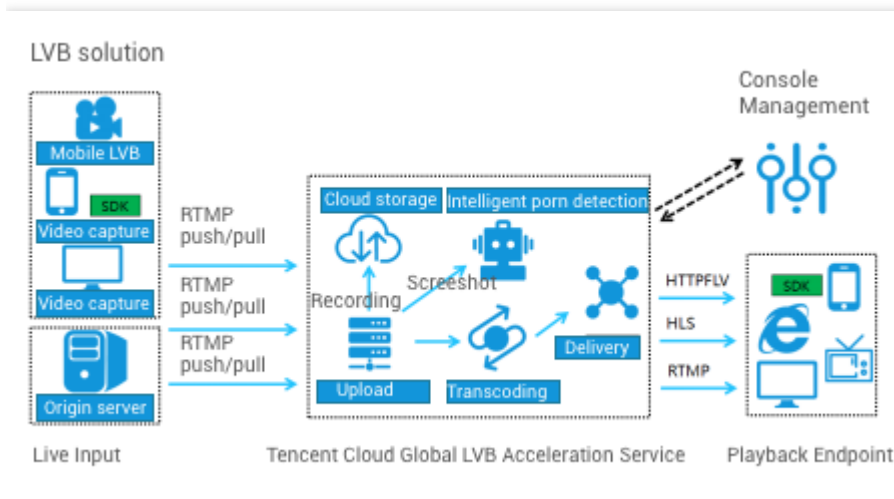 LVB solution
Mobile LVB
SDK
Video capture
Video capture
Origin server
Live Input
RTMP
push/pull
RTMP
push/pull
RTMP
push/pull
Cloud storage
Intelligent porn detection
Recording
Screeshot
Upload
Transcoding
Delivery
Tencent Cloud Global LVB Acceleration Service
Console
Management
HTTPFLV
HLS
RTMP
SDK
Playback Endpoint